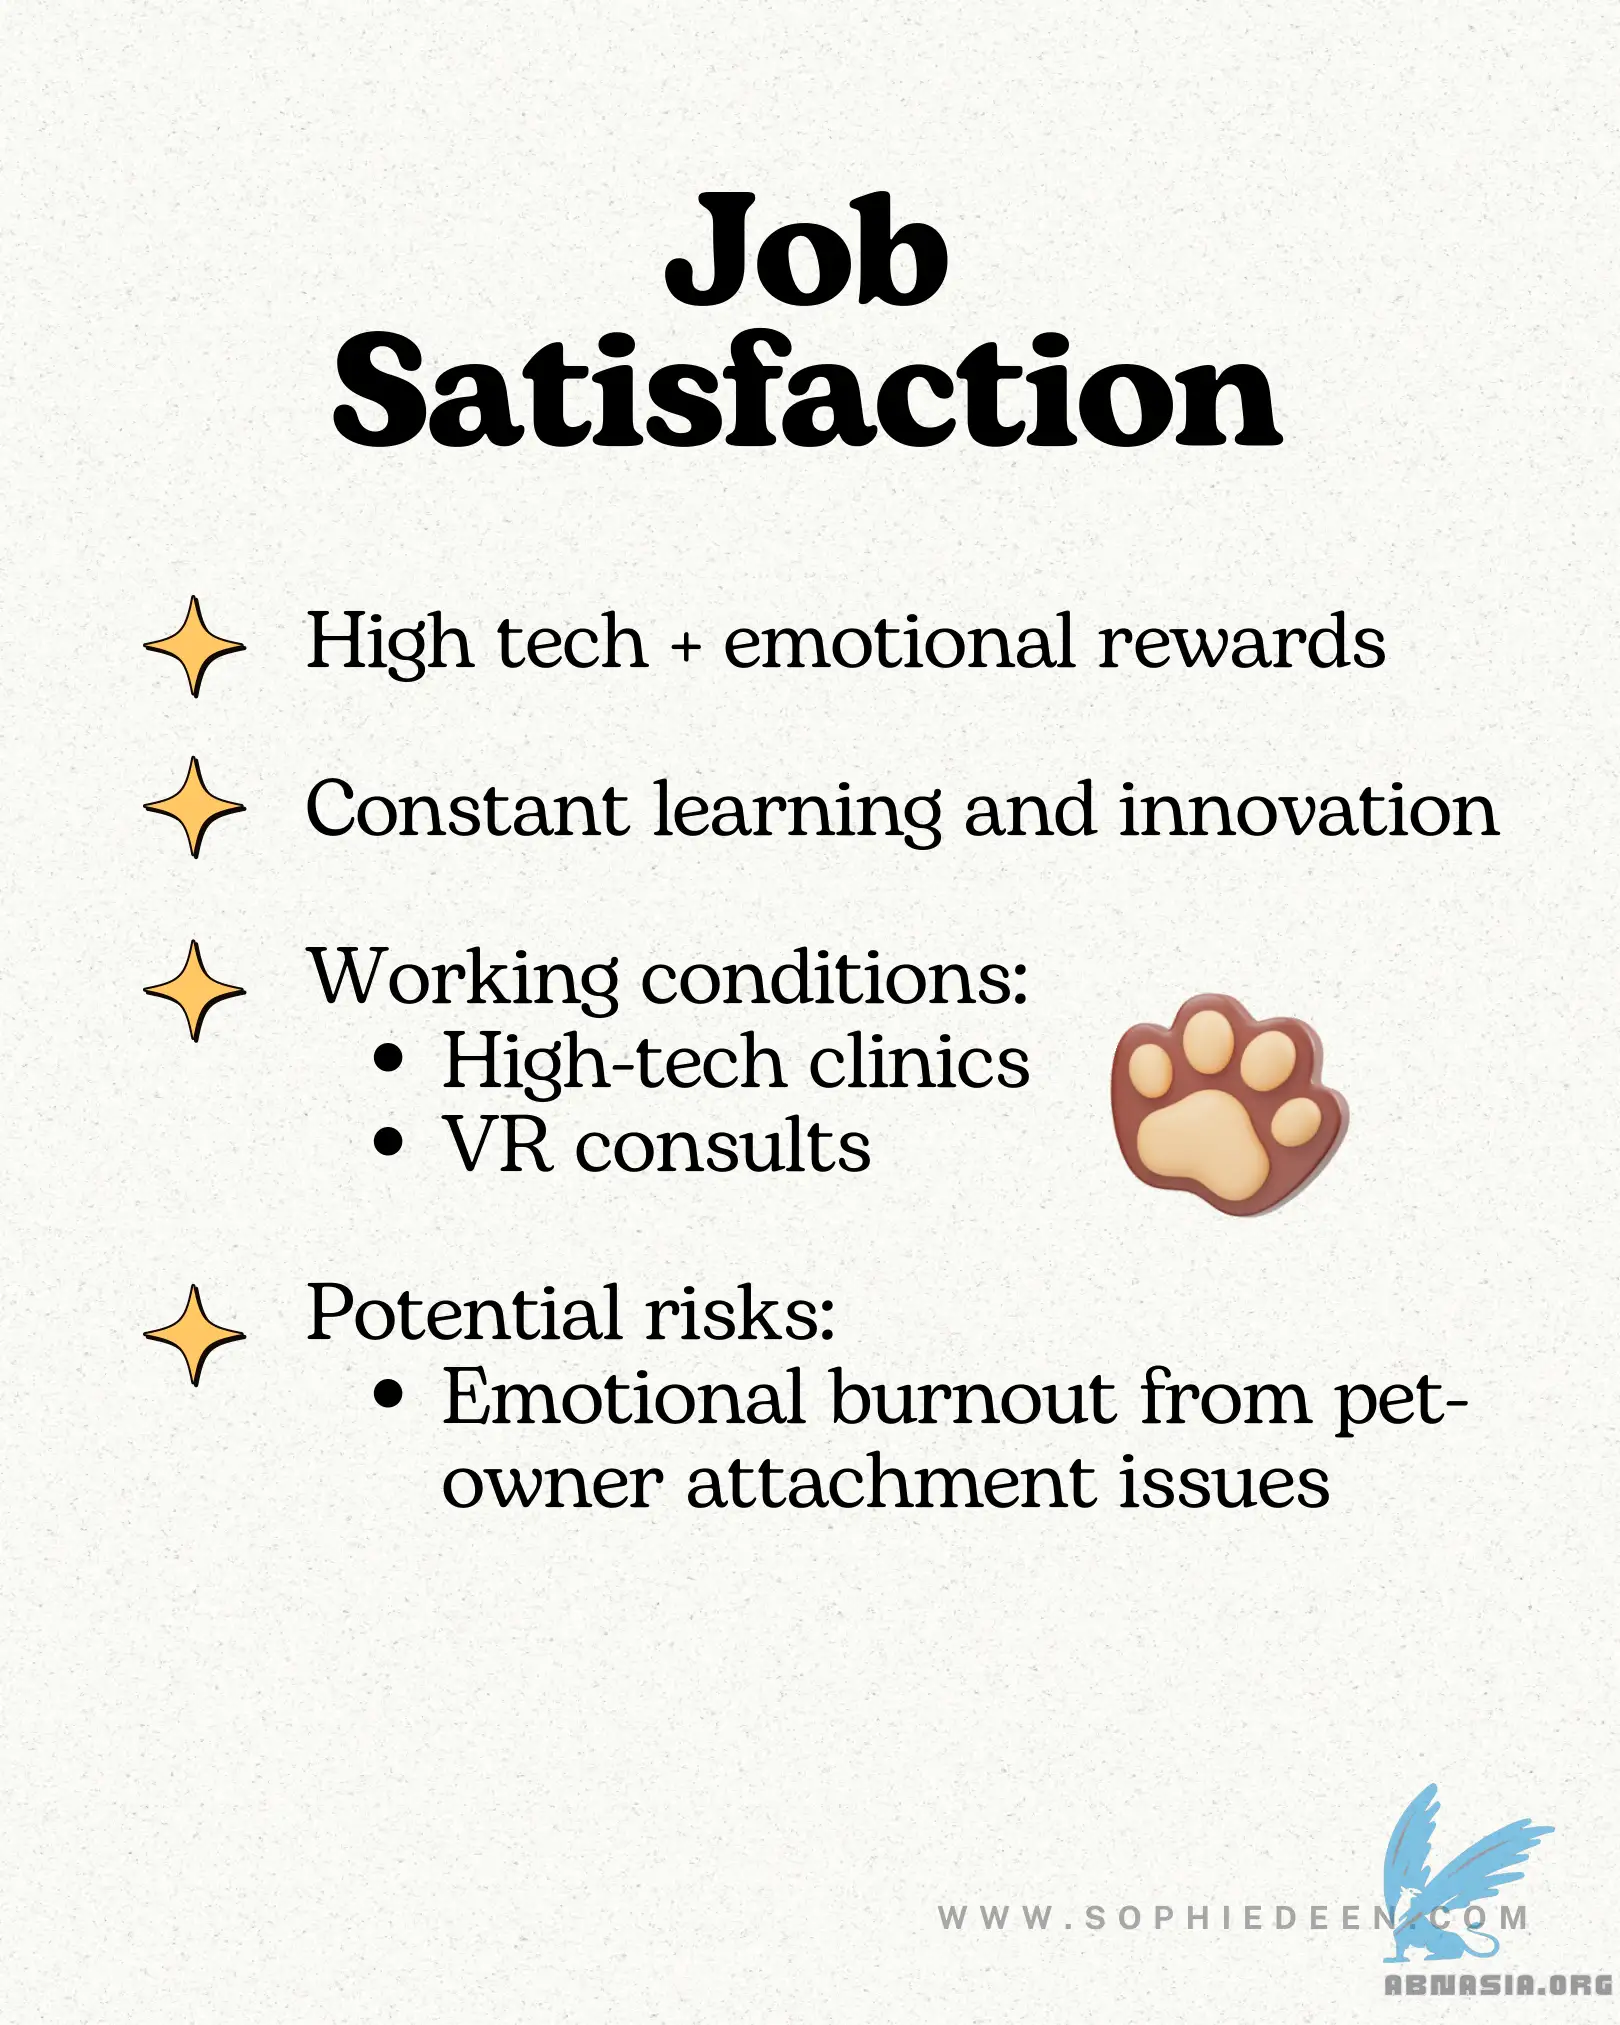 Job
Satisfaction
High tech + emotional rewards
Constant learning and innovation
Working conditions:
• High-tech clinics
• VR consults
Potential risks:
• Emotional burnout from pet-
owner attachment issues
WWW.SOPHIEDEEN.COM
ABNASIA.ORG